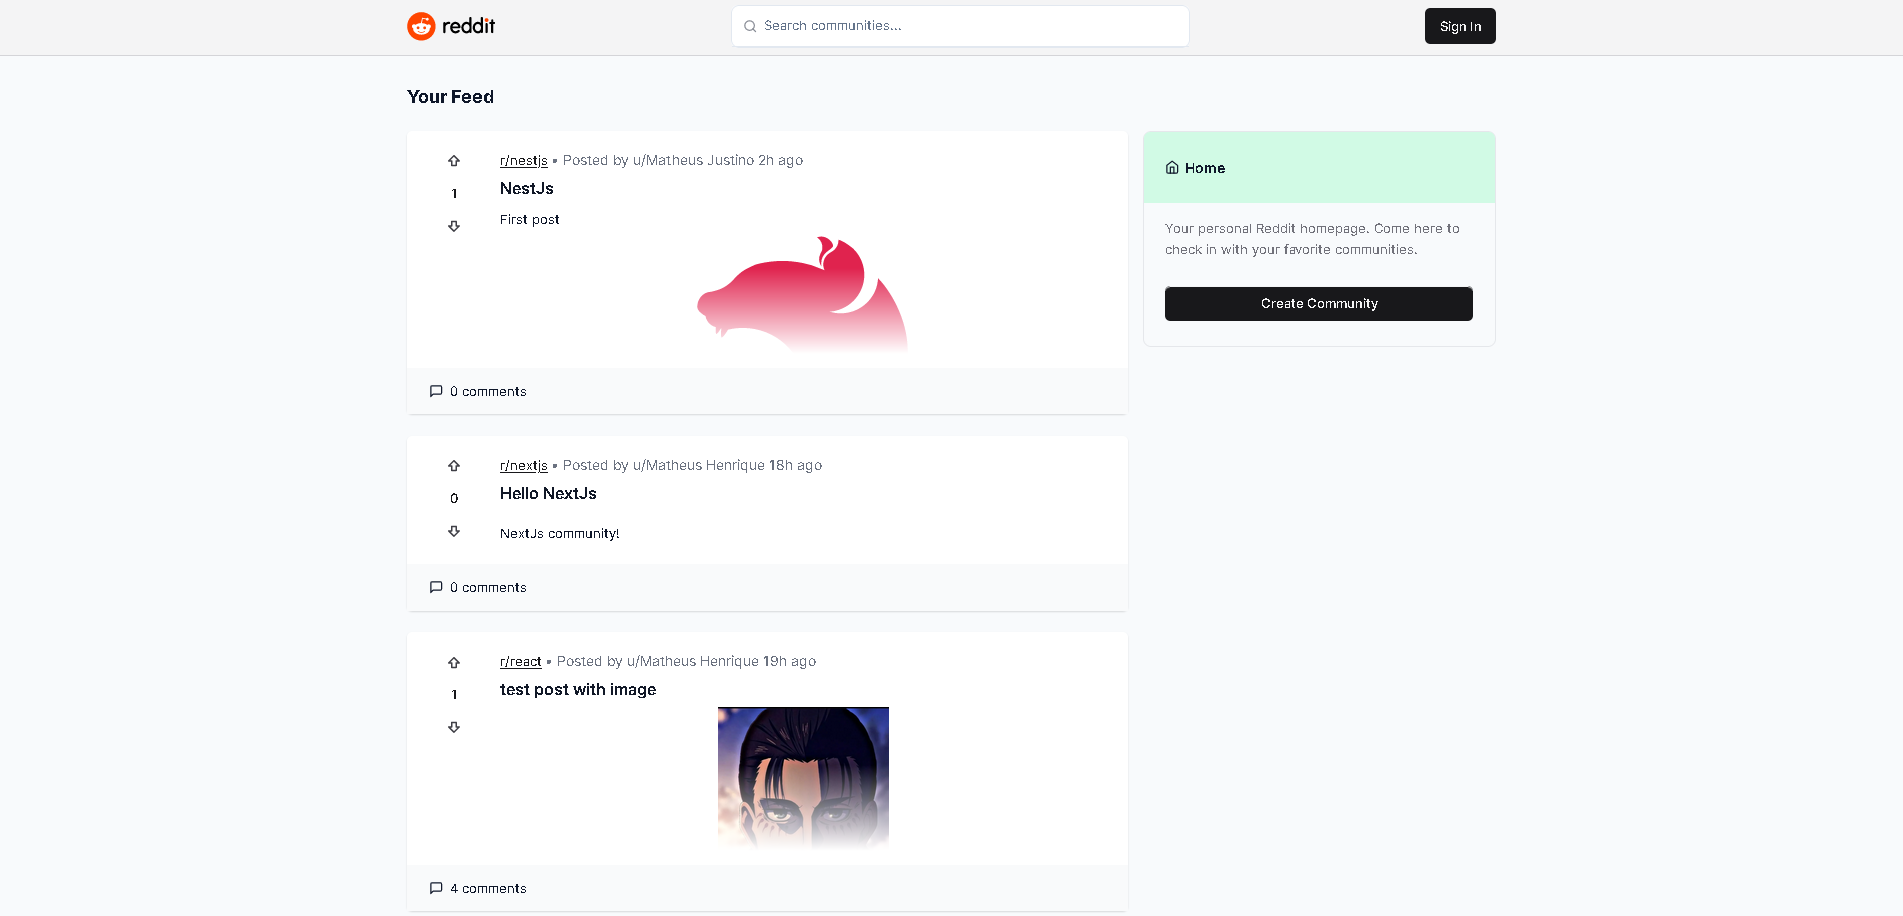 reddit
Search communities...
Sign In
Your Feed
r/nestjs • Posted by u/Matheus Justino 2h ago
1
NestJs
First post
0 comments
r/nextjs • Posted by u/Matheus Henrique 18h ago
0
Hello NextJs
NextJs community!
0 comments
r/react • Posted by u/Matheus Henrique 19h ago
1
test post with image
4 comments
Home
Your personal Reddit homepage. Come here to
check in with your favorite communities.
Create Community